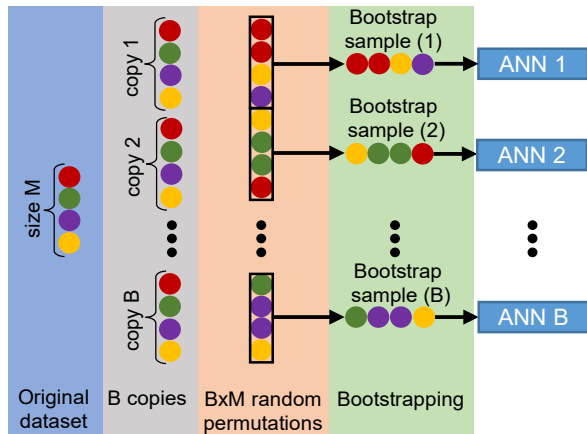 size M
copy 1
copy 2
copy B
Bootstrap
sample (1)
Bootstrap
sample (2)
Bootstrap
sample (B)
ANN 1
ANN 2
ANN B
Original
dataset
B copies
BxM random
permutations
Bootstrapping